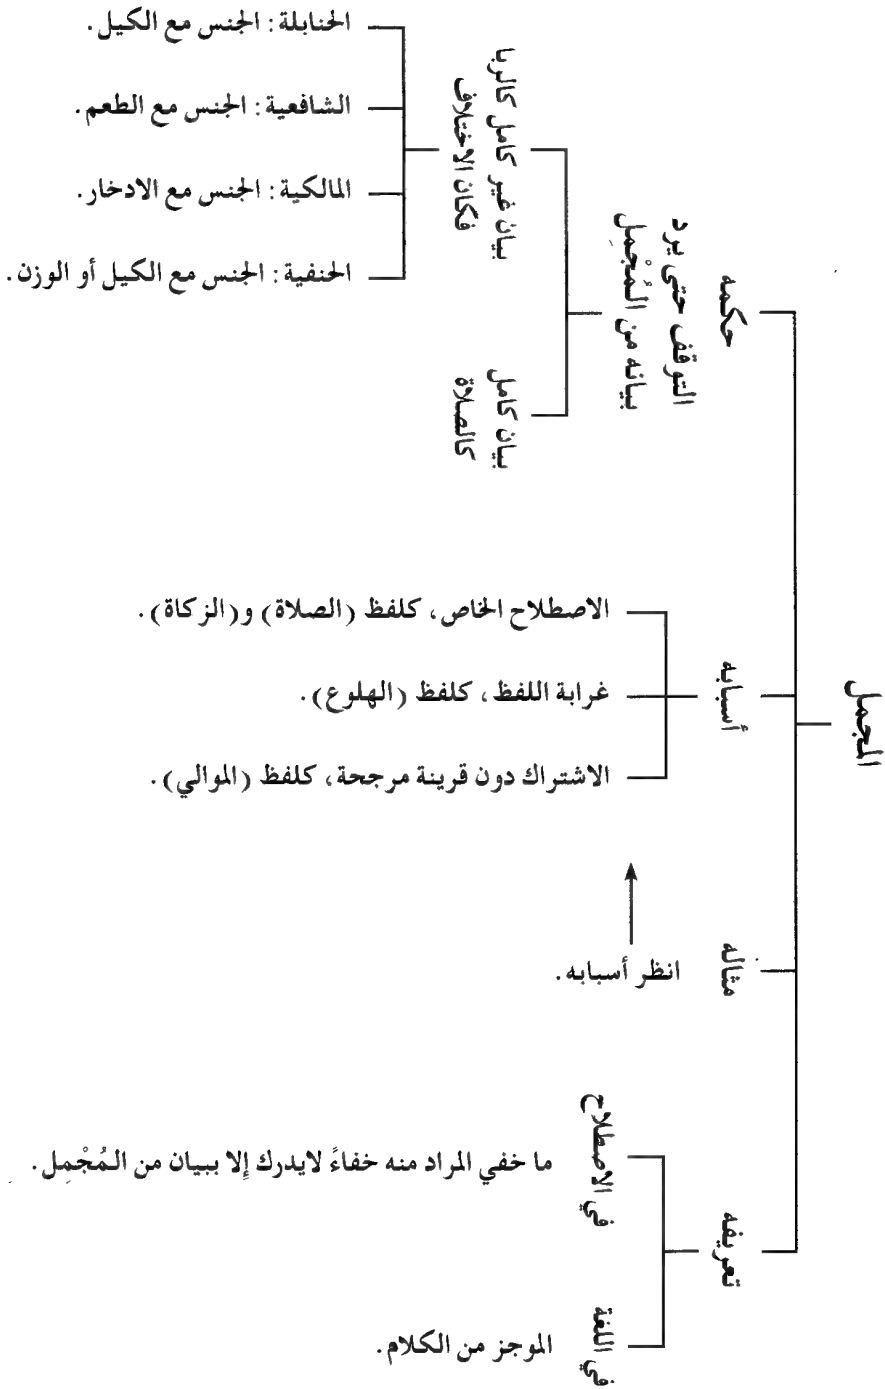 المجمل
تعريفه
في اللغة
الموجز من الكلام.
في الاصطلاح
ما خفي المراد منه خفاءً لايدرك إِلا ببيان من المُجْمِل.
مثاله
انظر أسبابه.
أسبابه
الاصطلاح الخاص، كلفظ (الصلاة) و(الزكاة).
غرابة اللفظ، كلفظ (الهلوع).
الاشتراك دون قرينة مرجحة، كلفظ (الموالي).
حكمه
التوقف حتى يرد
بيانه من المُجْمِل
بيان كامل
كالصلاة
بيان غير كامل كالربا
فكان الاختلاف
الحنابلة: الجنس مع الكيل.
الشافعية: الجنس مع الطعم.
المالكية: الجنس مع الادخار.
الحنفية: الجنس مع الكيل أو الوزن.